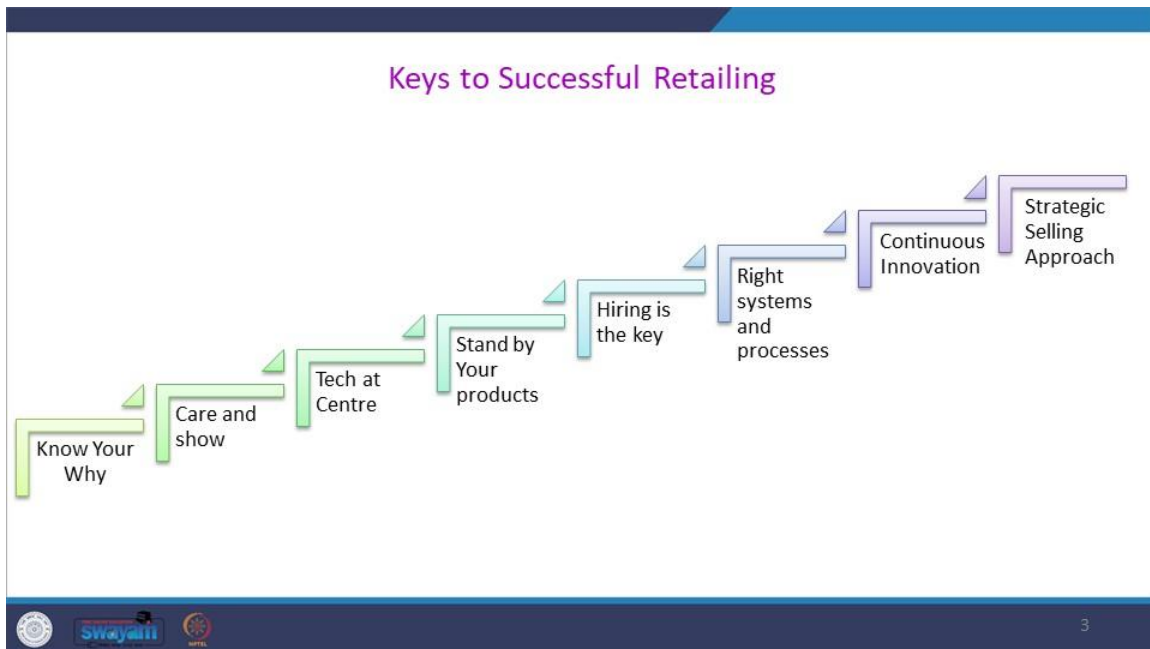 Keys to Successful Retailing
Know Your
Why
Care and
show
Tech at
Centre
Stand by
Your
products
Hiring is
the key
Right
systems
and
processes
Continuous
Innovation
Strategic
Selling
Approach
swayam
NPTEL
3